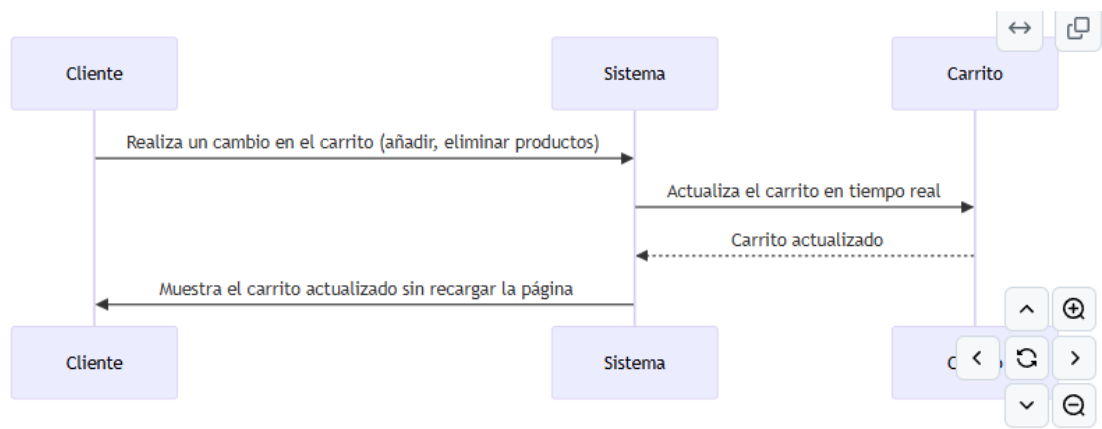 Cliente
Sistema
Carrito
Realiza un cambio en el carrito (añadir, eliminar productos)
Actualiza el carrito en tiempo real
Carrito actualizado
Muestra el carrito actualizado sin recargar la página
Cliente
Sistema